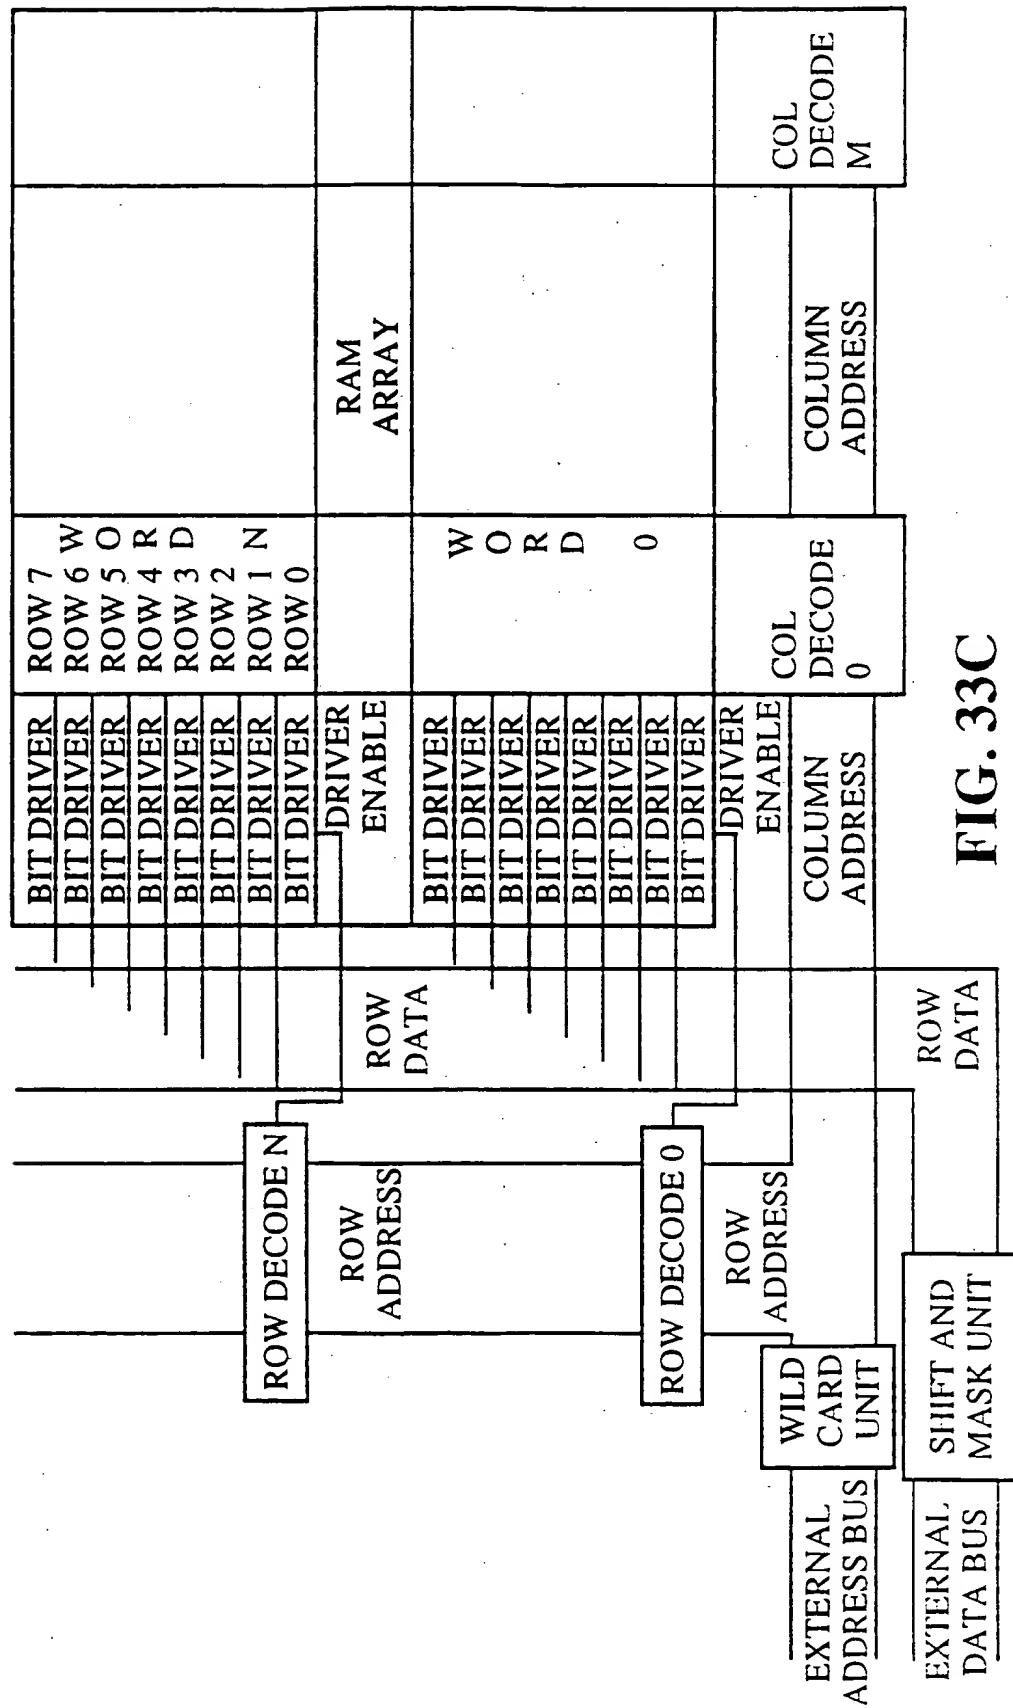 BIT DRIVER
BIT DRIVER
BIT DRIVER
BIT DRIVER
BIT DRIVER
BIT DRIVER
BIT DRIVER
BIT DRIVER
ROW 7
ROW 6
ROW 5
ROW 4
ROW 3
ROW 2
ROW 1
ROW 0
W
O
R
D
N
ROW DECODE N
DRIVER
ENABLE
RAM
ARRAY
ROW
DATA
ROW
ADDRESS
BIT DRIVER
BIT DRIVER
BIT DRIVER
BIT DRIVER
BIT DRIVER
BIT DRIVER
BIT DRIVER
BIT DRIVER
W
O
R
D
0
ROW DECODE 0
DRIVER
ENABLE
ROW
ADDRESS
COL
DECODE
0
COL
DECODE
M
EXTERNAL
ADDRESS BUS
WILD
CARD
UNIT
COLUMN
ADDRESS
COLUMN
ADDRESS
EXTERNAL
DATA BUS
SHIFT AND
MASK UNIT
ROW
DATA
FIG. 33C